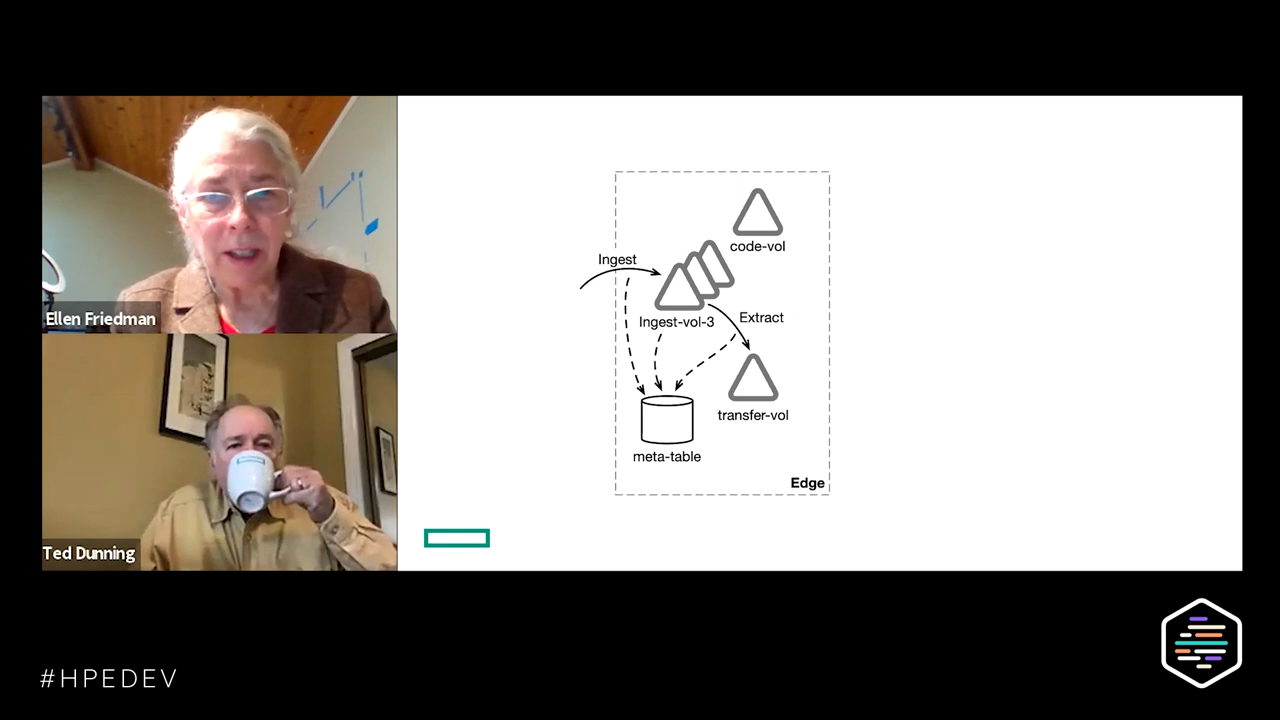 Ellen Friedman
Ted Dunning
code-vol
Ingest
Ingest-vol-3
Extract
transfer-vol
meta-table
Edge
#HPEDEV